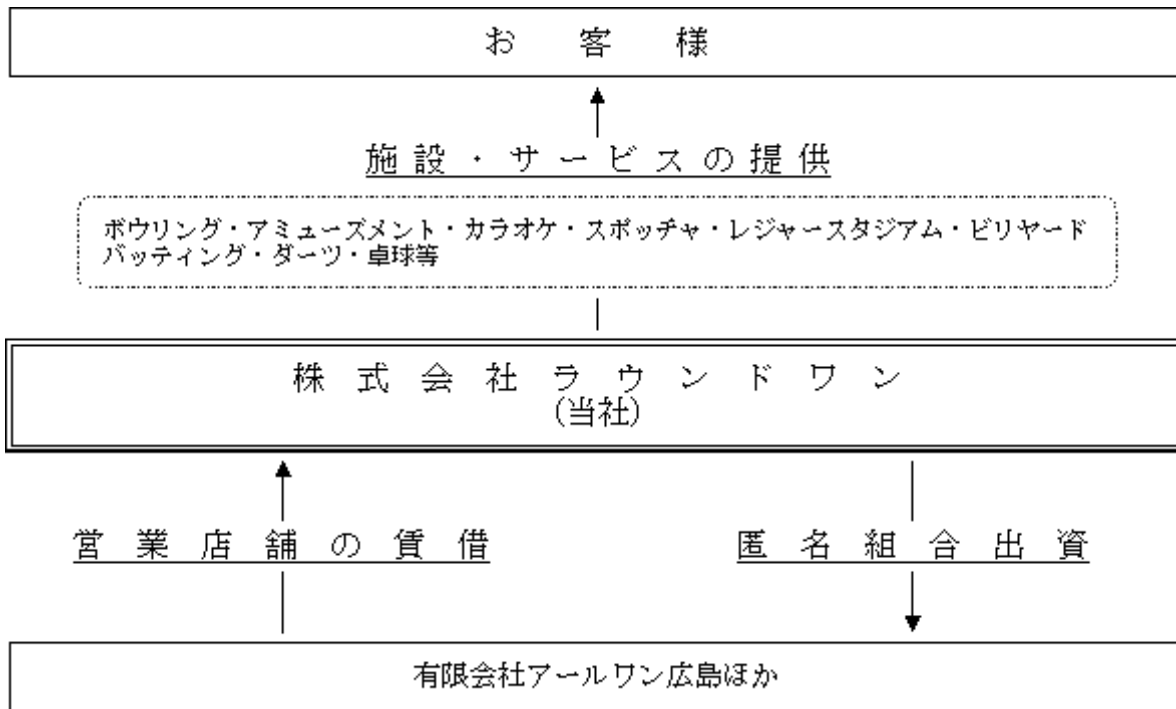 お客様
施設・サービスの提供
ボウリング・アミューズメント・カラオケ・スポッチャ・レジャースタジアム・ビリヤード
バッティング・ダーツ・卓球等
株式会社ラウンドワン
(当社)
営業店舗の賃借
匿名組合出資
有限会社アールワン広島ほか